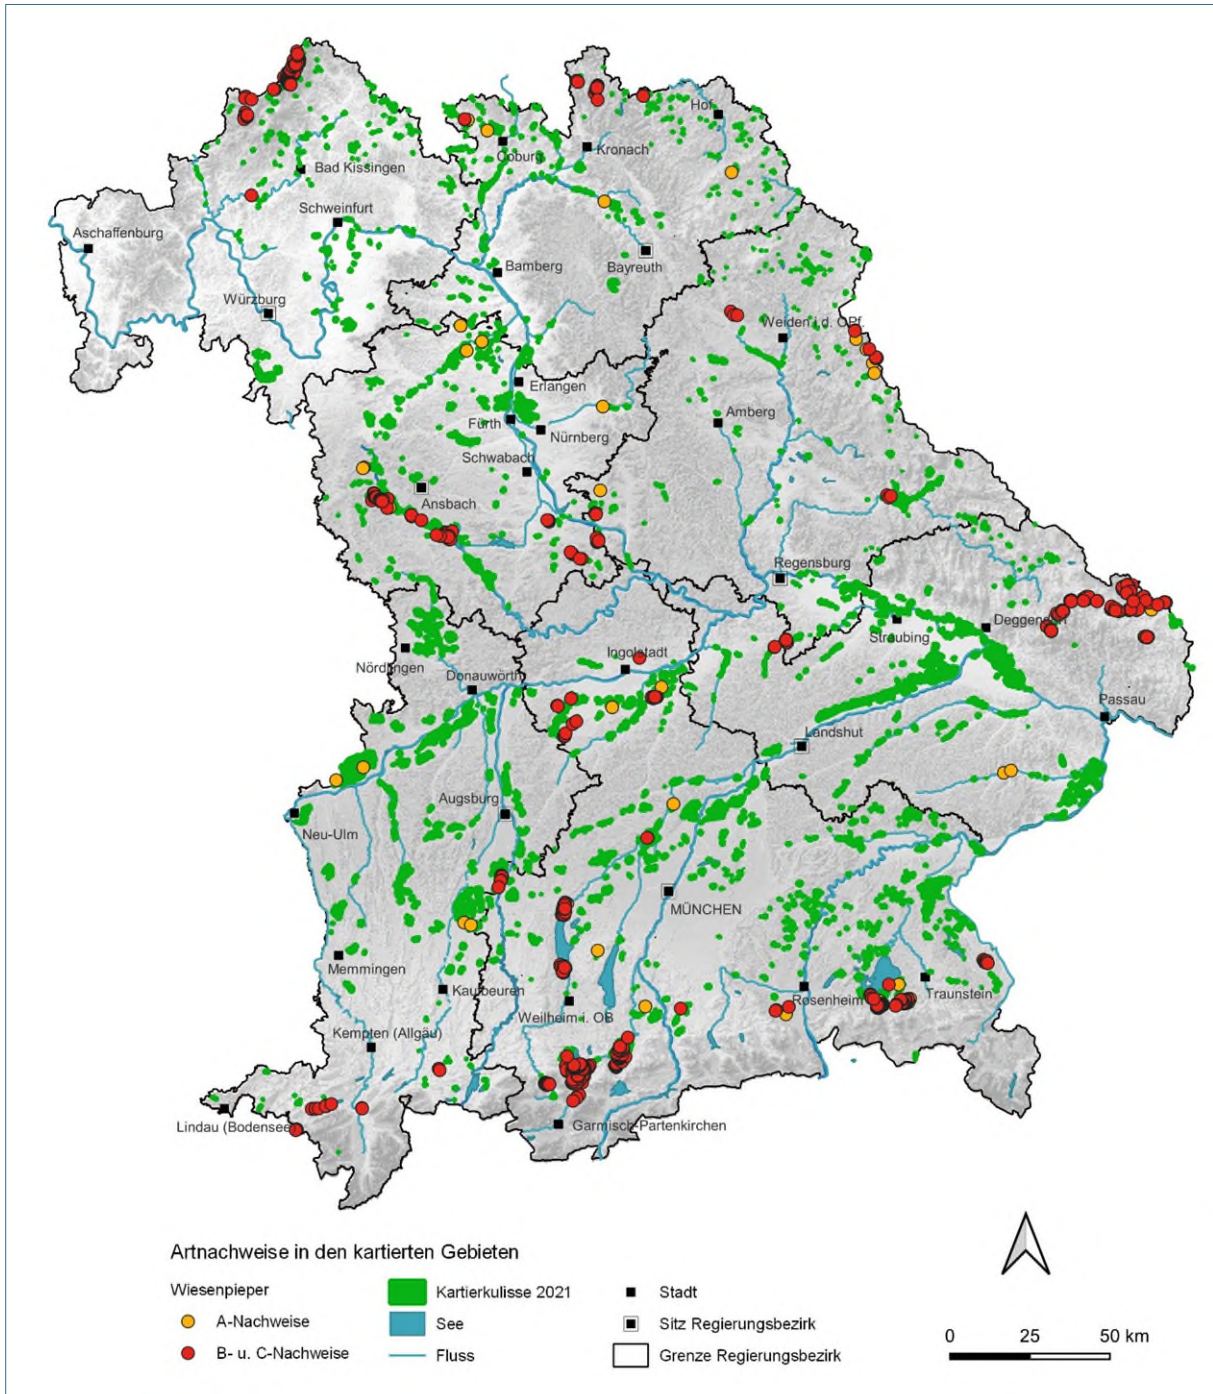 Hof
Kronach
Coburg
Bad Kissingen
Schweinfurt
Aschaffenburg
Bayreuth
Bamberg
Würzburg
Weiden i.d. OPf
Erlangen
Amberg
Fürth
Nürnberg
Schwabach
Ansbach
Regensburg
Deggendorf
Straubing
Nördlingen
Ingolstadt
Donauwörth
Passau
Landshut
Augsburg
Neu-Ulm
MÜNCHEN
Memmingen
Kaufbeuren
Rosenheim
Traunstein
Weilheim i. OB
Kempten (Allgäu)
Lindau (Bodensee)
Garmisch-Partenkirchen
Artnachweise in den kartierten Gebieten
Wiesenpieper
A-Nachweise
B- u. C-Nachweise
Kartierkulisse 2021
See
Fluss
Stadt
Sitz Regierungsbezirk
Grenze Regierungsbezirk
0 25 50 km